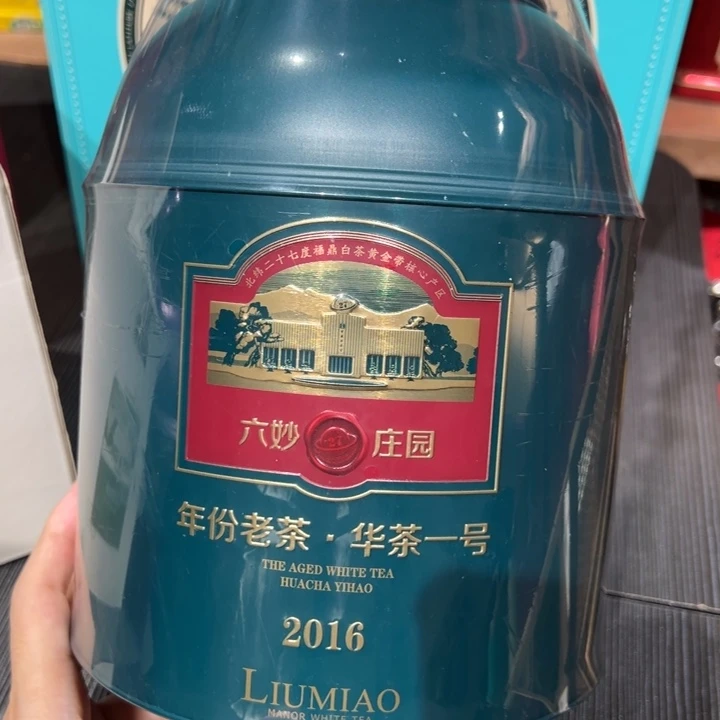 北纬二十七度福鼎白茶黄金带核心产区
六妙 庄园
年份老茶·华茶一号
THE AGED WHITE TEA
HUACHA YIHAO
2016
LIUMIAO
MANOR WHITE TEA